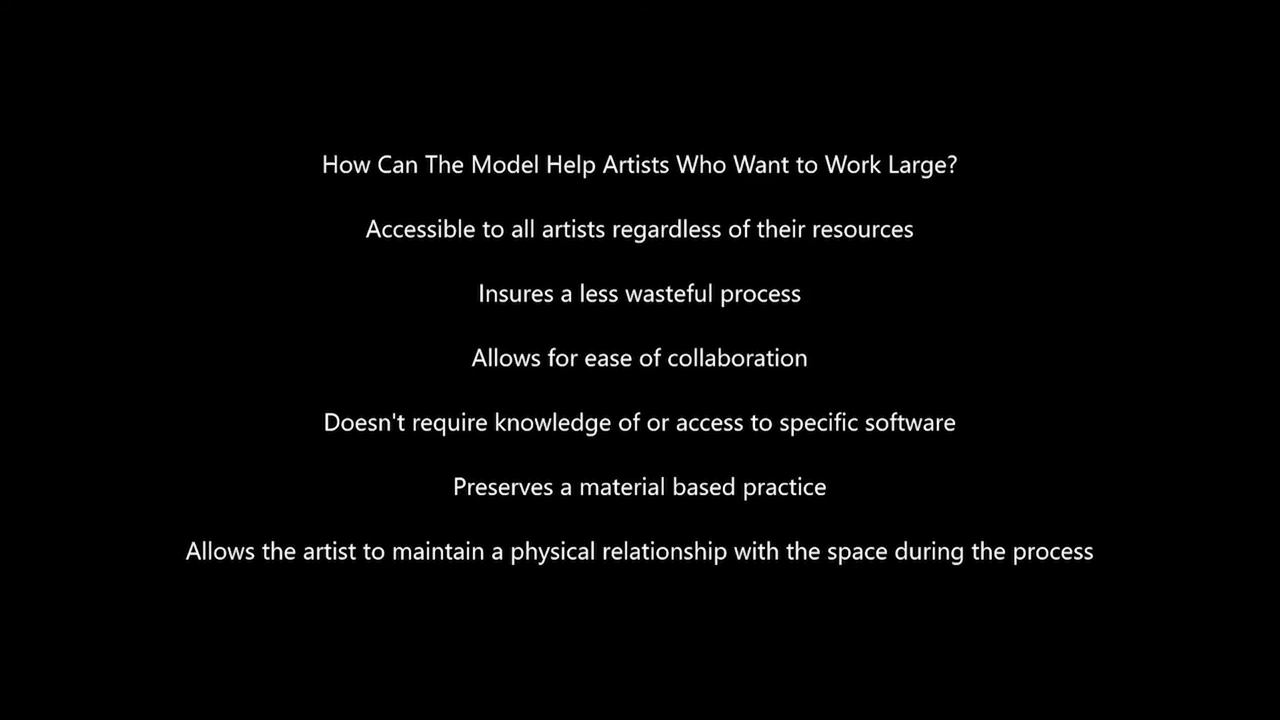 How Can The Model Help Artists Who Want to Work Large?
Accessible to all artists regardless of their resources
Insures a less wasteful process
Allows for ease of collaboration
Doesn't require knowledge of or access to specific software
Preserves a material based practice
Allows the artist to maintain a physical relationship with the space during the process